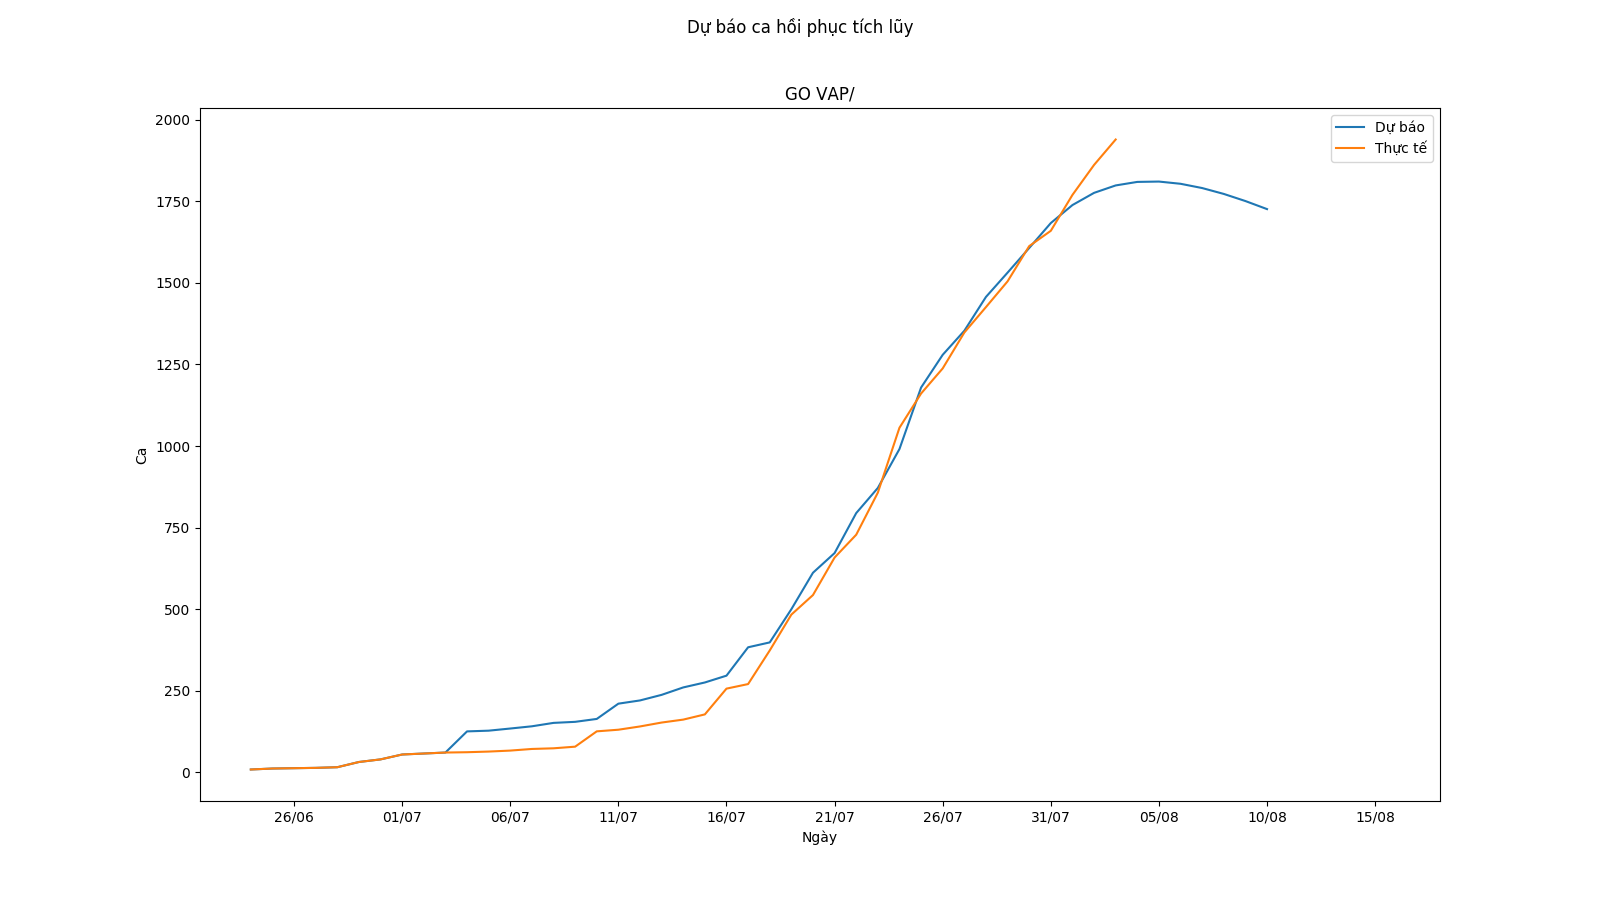 Dự báo ca hồi phục tích lũy
GO VAP/
Dự báo
Thực tế
2000
1750
1500
1250
1000
750
500
250
0
Ca
26/06 01/07 06/07 11/07 16/07 21/07 26/07 31/07 05/08 10/08 15/08
Ngày